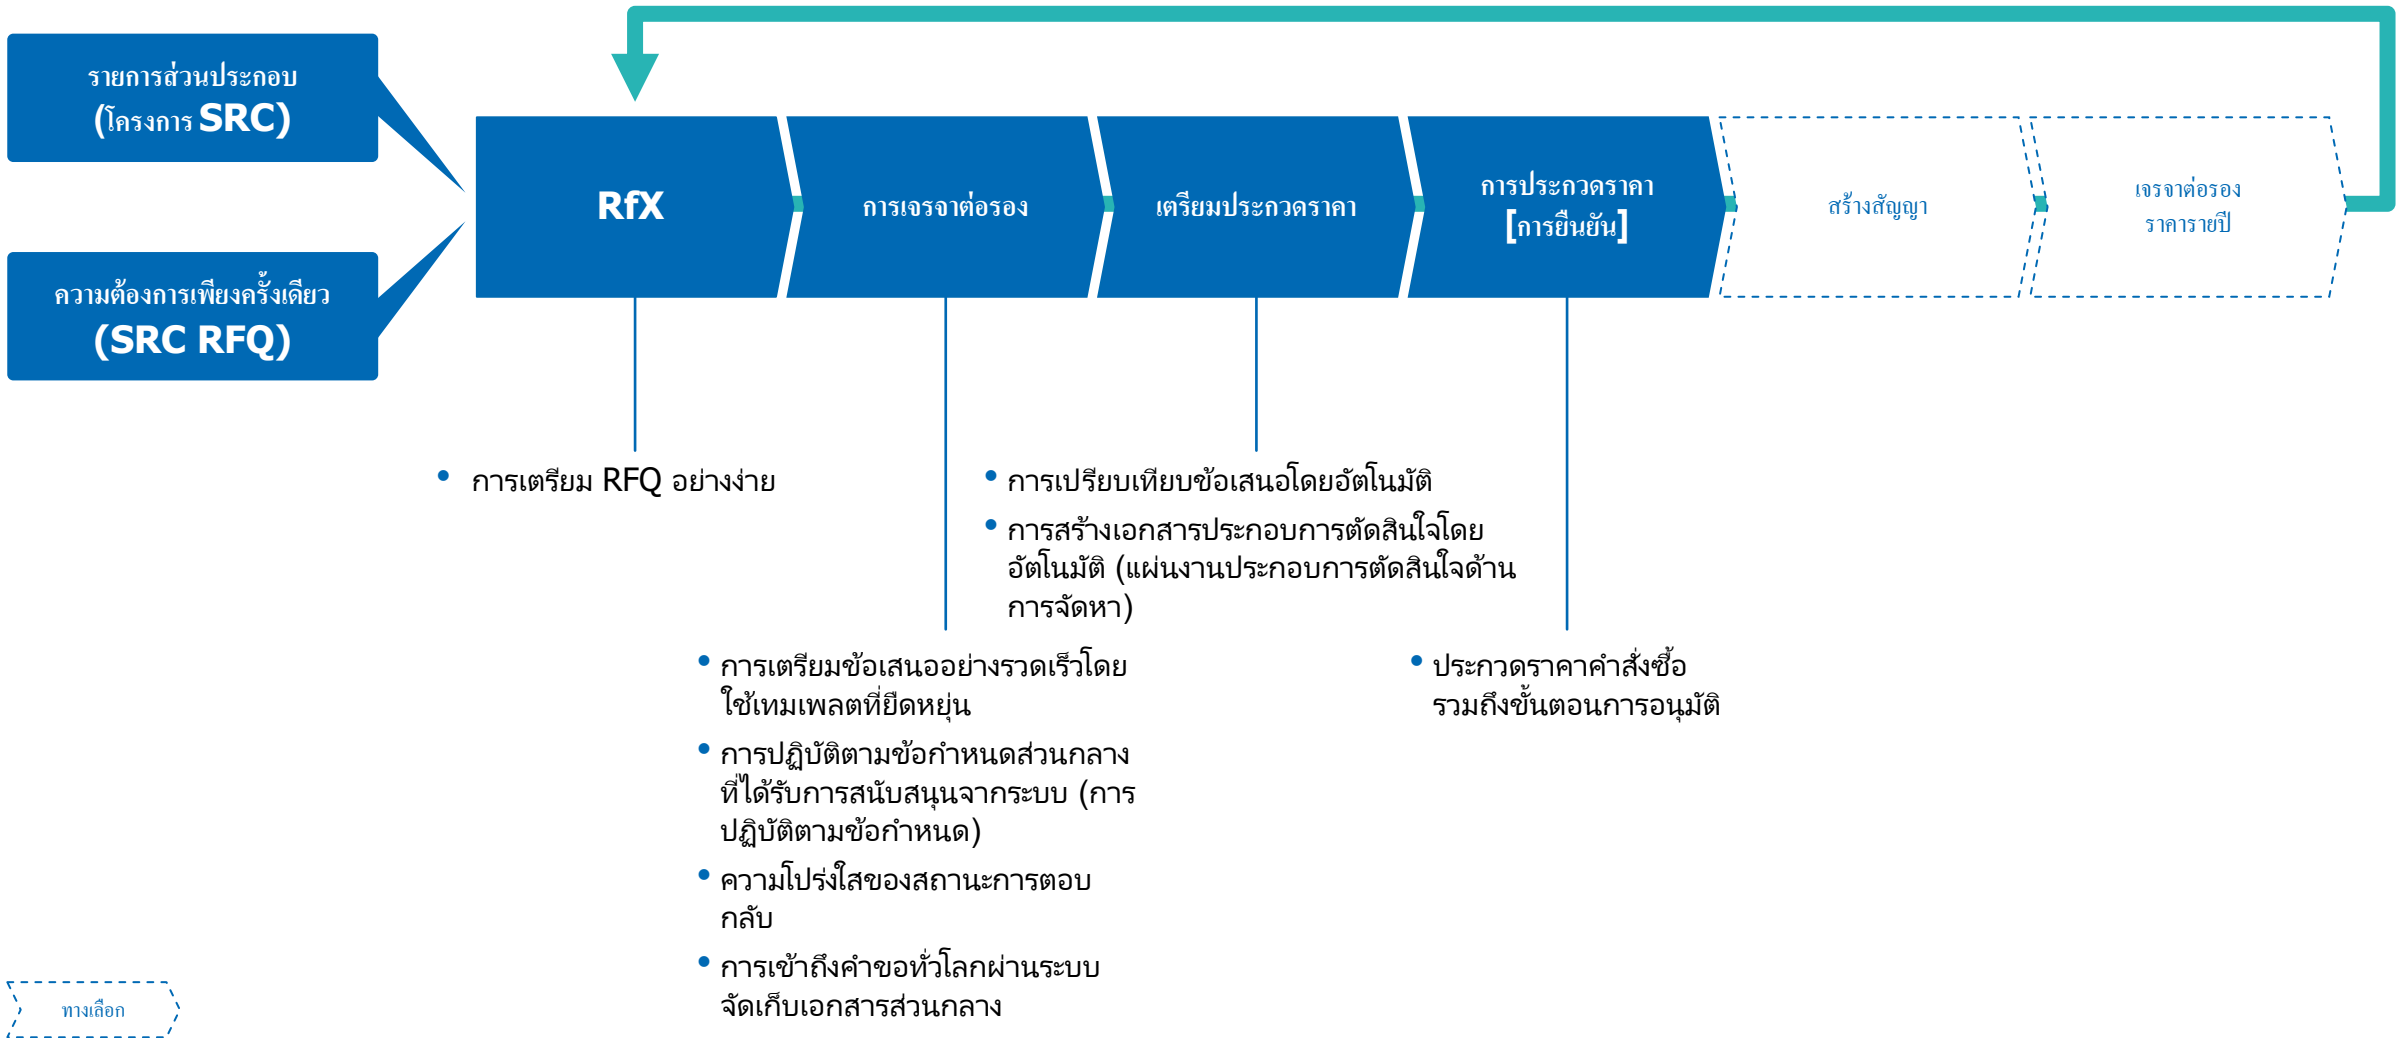 รายการส่วนประกอบ
(โครงการ SRC)
ความต้องการเพียงครั้งเดียว
(SRC RFQ)
RfX
การเจรจาต่อรอง
เตรียมประกวดราคา
การประกวดราคา
[การยืนยัน]
สร้างสัญญา
เจรจาต่อรอง
ราคารายปี
• การเตรียม RFQ อย่างง่าย
• การเปรียบเทียบข้อเสนอโดยอัตโนมัติ
• การสร้างเอกสารประกอบการตัดสินใจโดย
อัตโนมัติ (แผ่นงานประกอบการตัดสินใจด้าน
การจัดหา)
• การเตรียมข้อเสนออย่างรวดเร็วโดย
ใช้เทมเพลตที่ยืดหยุ่น
• การปฏิบัติตามข้อกำหนดส่วนกลาง
ที่ได้รับการสนับสนุนจากระบบ (การ
ปฏิบัติตามข้อกำหนด)
• ความโปร่งใสของสถานะการตอบ
กลับ
• การเข้าถึงคำขอทั่วโลกผ่านระบบ
จัดเก็บเอกสารส่วนกลาง
• ประกวดราคาคำสั่งซื้อ
รวมถึงขั้นตอนการอนุมัติ
ทางเลือก